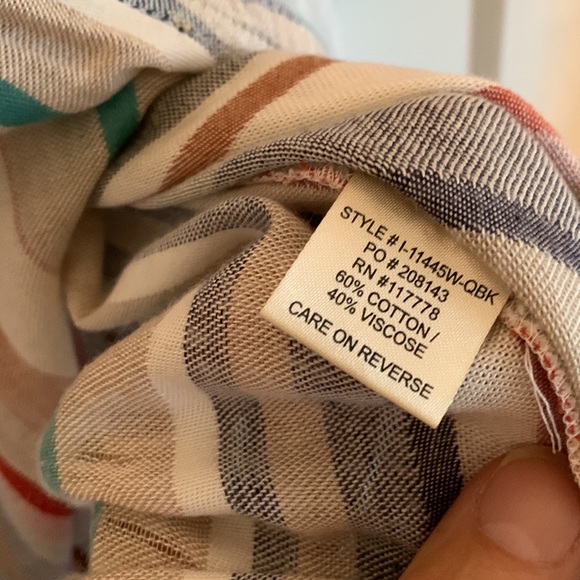 STYLE # I-11445W-QBK
PO # 208143
RN #117778
60% COTTON /
40% VISCOSE
CARE ON REVERSE